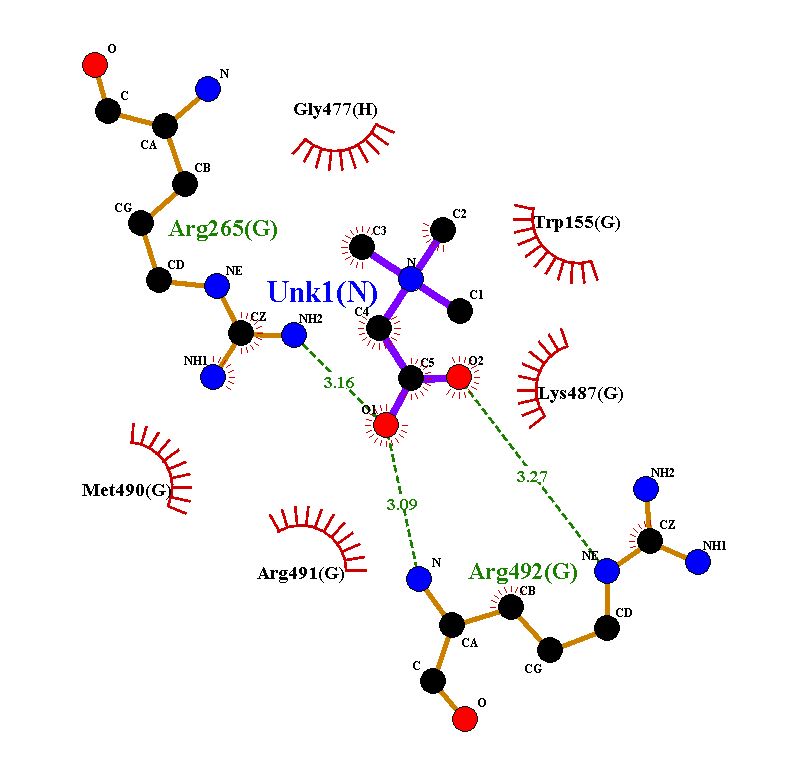 O
N
C
CA
Gly477(H)
CB
CG
Arg265(G)
C3
C2
Trp155(G)
CD
NE
N
Unk1(N)
C1
CZ
NH2
C4
NH1
3.16
C5
O2
Lys487(G)
O1
Met490(G)
3.09
3.27
NH2
CZ
NH1
N
Arg492(G)
NE
Arg491(G)
CB
CA
CD
C
CG
O